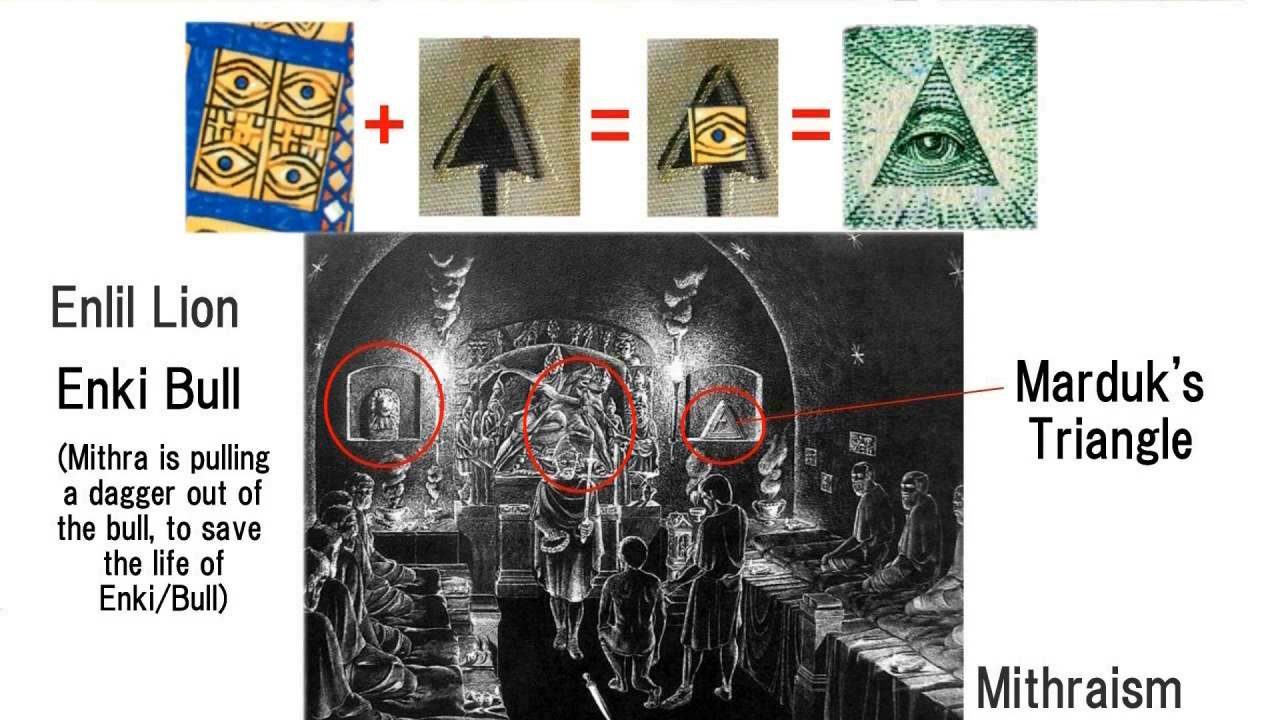 + = =
Enlil Lion
Enki Bull
(Mithra is pulling
a dagger out of
the bull, to save
the life of
Enki/Bull)
Marduk's
Triangle
Mithraism